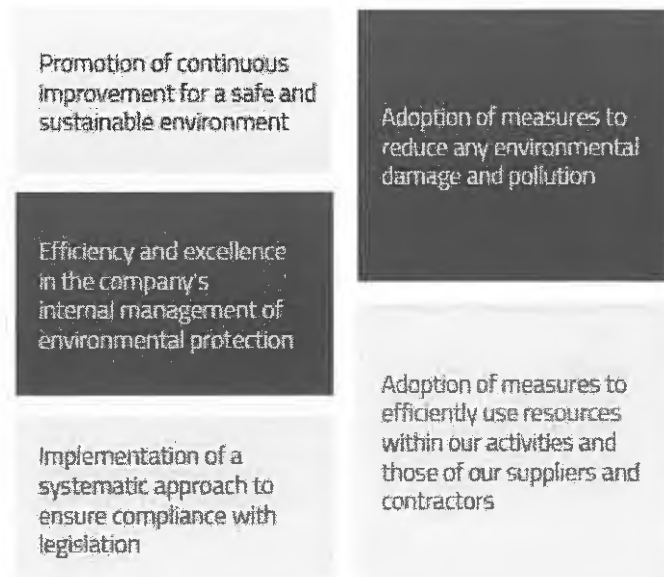 Promotion of continuous
improvement for a safe and
sustainable environment
Efficiency and excellence
in the company's
internal management of
environmental protection
Implementation of a
systematic approach to
ensure compliance with
legislation
Adoption of measures to
reduce any environmental
damage and pollution
Adoption of measures to
efficiently use resources
within our activities and
those of our suppliers and
contractors